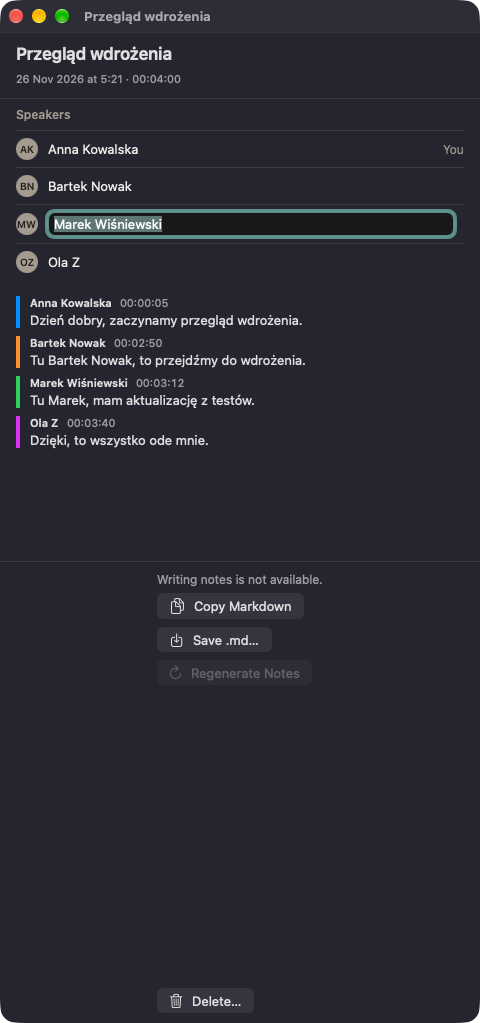 Przegląd wdrożenia
Przegląd wdrożenia
26 Nov 2026 at 5:21 · 00:04:00
Speakers
AK Anna Kowalska You
BN Bartek Nowak
MW Marek Wiśniewski
OZ Ola Z
Anna Kowalska 00:00:05
Dzień dobry, zaczynamy przegląd wdrożenia.
Bartek Nowak 00:02:50
Tu Bartek Nowak, to przejdźmy do wdrożenia.
Marek Wiśniewski 00:03:12
Tu Marek, mam aktualizację z testów.
Ola Z 00:03:40
Dzięki, to wszystko ode mnie.
Writing notes is not available.
Copy Markdown
Save .md...
Regenerate Notes
Delete...